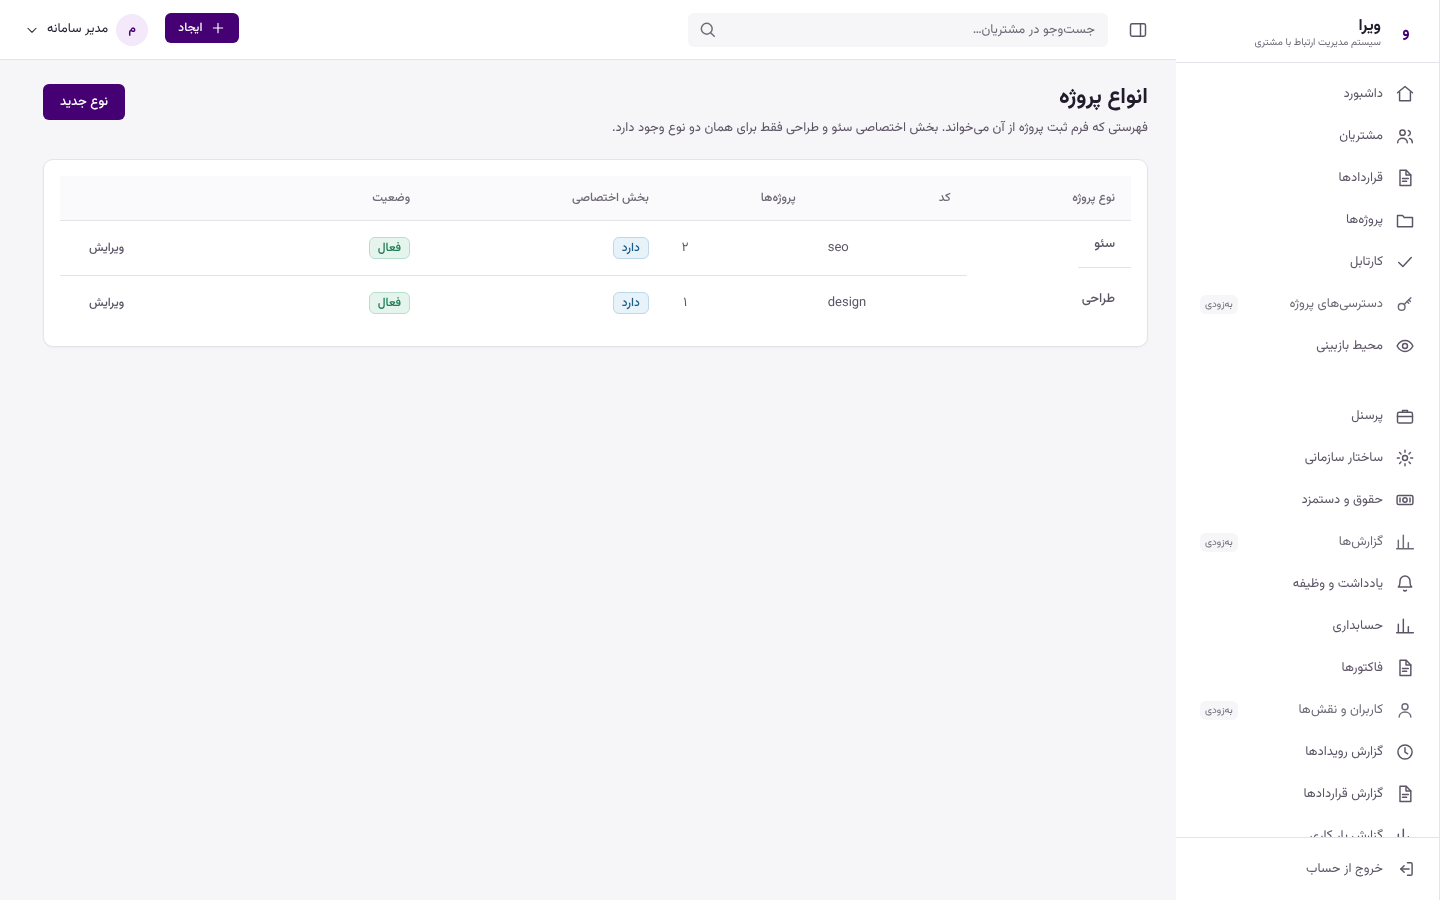 ویرا
سیستم مدیریت ارتباط با مشتری
و
جست‌وجو در مشتریان...
ایجاد
م
مدیر سامانه
داشبورد
مشتریان
قراردادها
پروژه‌ها
کارتابل
دسترسی‌های پروژه
به‌زودی
محیط بازبینی
پرسنل
ساختار سازمانی
حقوق و دستمزد
گزارش‌ها
به‌زودی
یادداشت و وظیفه
حسابداری
فاکتورها
کاربران و نقش‌ها
به‌زودی
گزارش رویدادها
گزارش قراردادها
گزارش بار کاری
خروج از حساب
انواع پروژه
نوع جدید
فهرستی که فرم ثبت پروژه از آن می‌خواند. بخش اختصاصی سئو و طراحی فقط برای همان دو نوع وجود دارد.
نوع پروژه کد پروژه‌ها بخش اختصاصی وضعیت
سئو seo ۲ دارد فعال ویرایش
طراحی design ۱ دارد فعال ویرایش